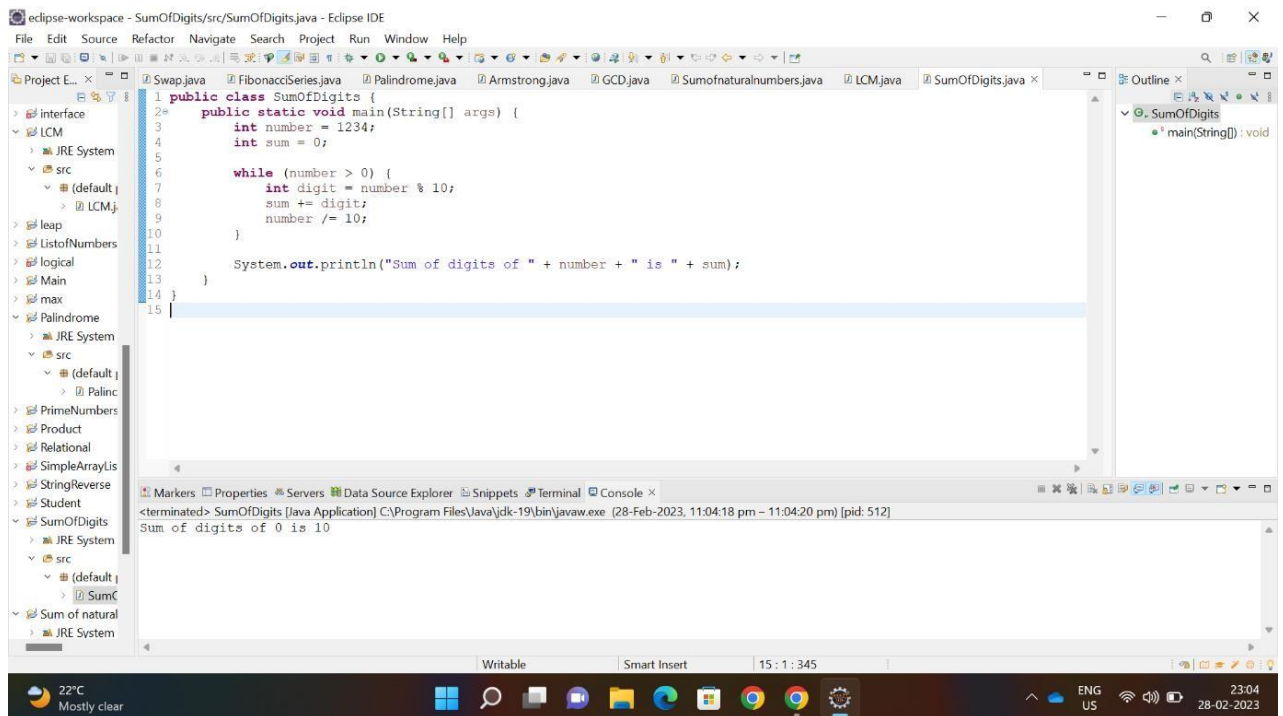 eclipse-workspace - SumOfDigits/src/SumOfDigits.java - Eclipse IDE
File Edit Source Refactor Navigate Search Project Run Window Help
Project E...
Swap.java FibonacciSeries.java Palindrome.java Armstrong.java GCD.java Sumofnaturalnumbers.java LCM.java SumOfDigits.java
Outline
interface
LCM
JRE System
src
(default p
LCM.j
leap
ListofNumbers
logical
Main
max
Palindrome
JRE System
src
(default p
Palinc
PrimeNumbers
Product
Relational
SimpleArrayLis
StringReverse
Student
SumOfDigits
JRE System
src
(default p
SumC
Sum of natural
JRE System
1 public class SumOfDigits {
2 public static void main(String[] args) {
3 int number = 1234;
4 int sum = 0;
5
6 while (number > 0) {
7 int digit = number % 10;
8 sum += digit;
9 number /= 10;
10 }
11
12 System.out.println("Sum of digits of " + number + " is " + sum);
13 }
14 }
15
SumOfDigits
main(String[]) : void
Markers Properties Servers Data Source Explorer Snippets Terminal Console
<terminated> SumOfDigits [Java Application] C:\Program Files\Java\jdk-19\bin\javaw.exe (28-Feb-2023, 11:04:18 pm – 11:04:20 pm) [pid: 512]
Sum of digits of 0 is 10
Writable Smart Insert 15 : 1 : 345
22°C
Mostly clear
ENG
US
23:04
28-02-2023